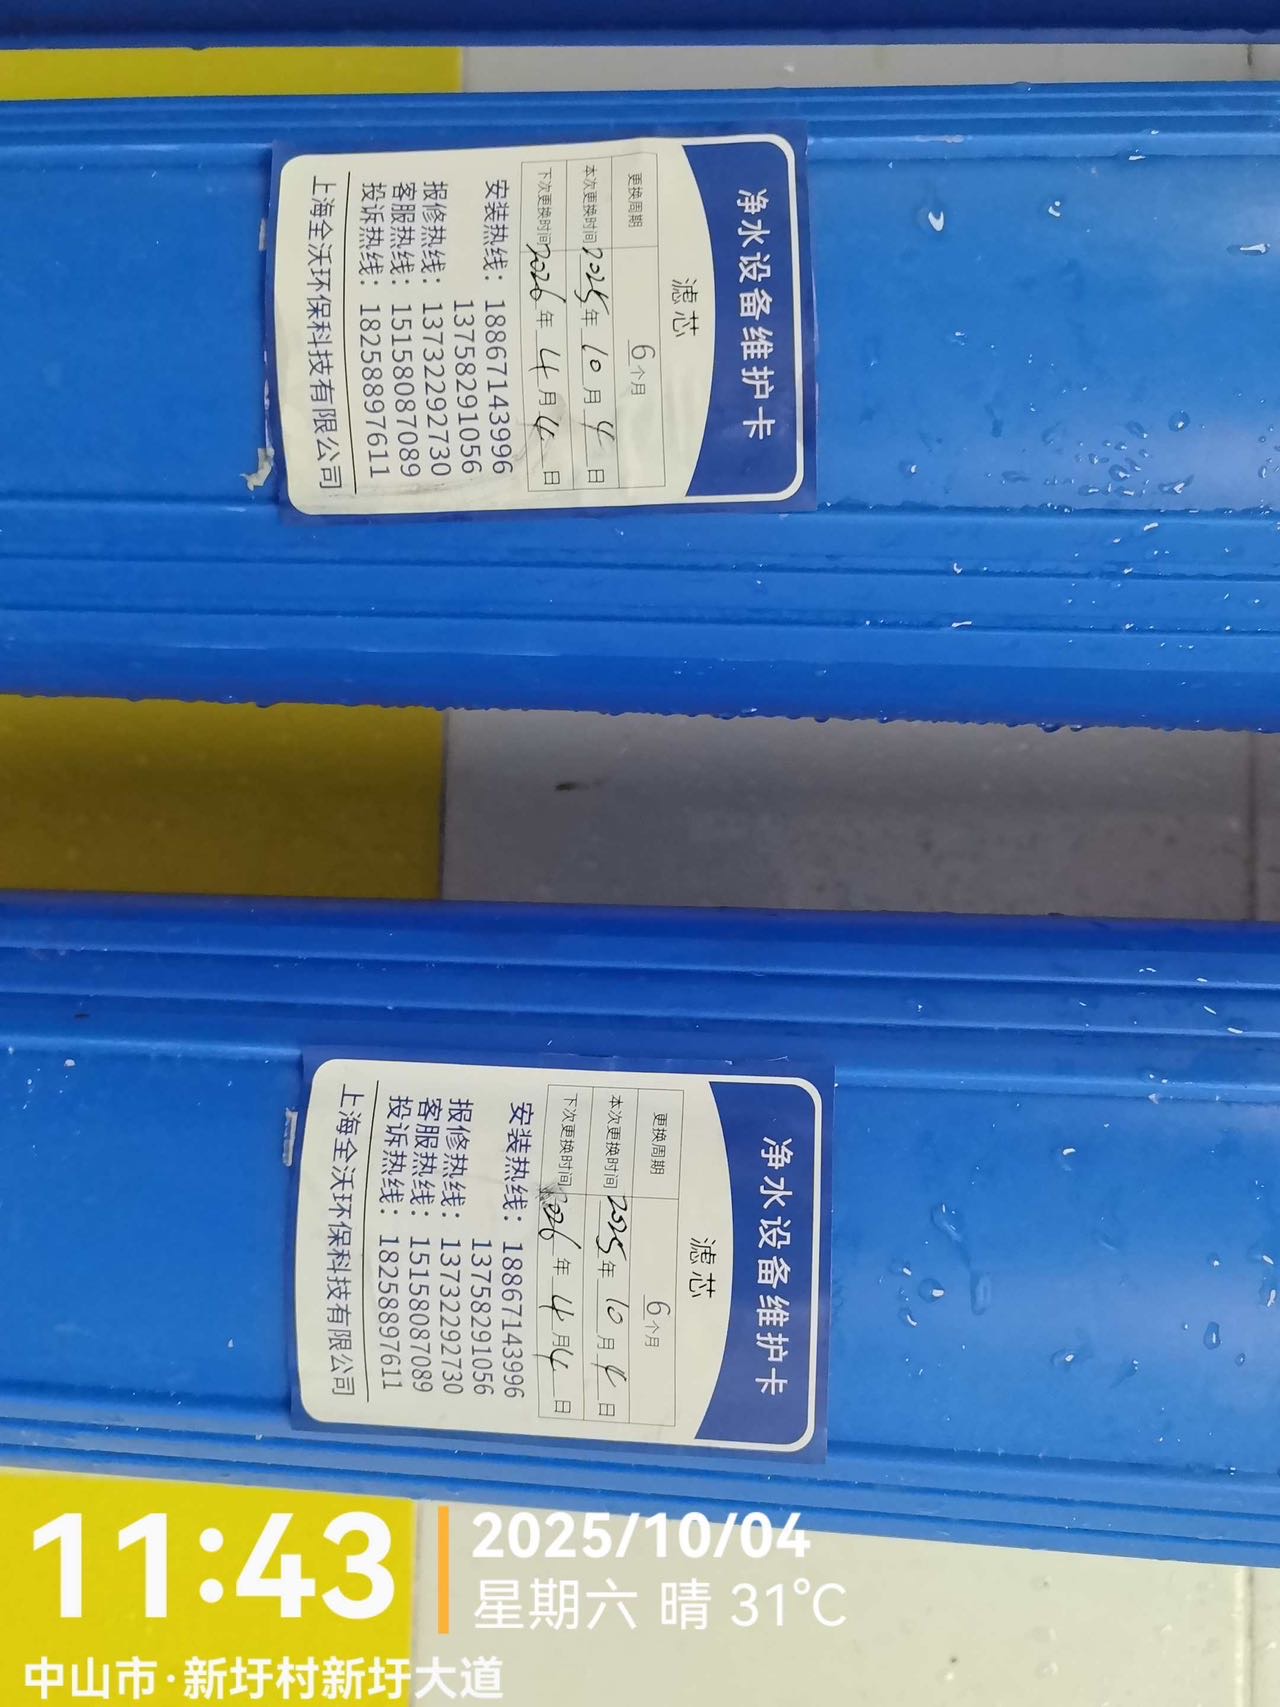 净水设备维护卡
滤芯
更换周期 6个月
本次更换时间 2025年10月4日
下次更换时间 2026年4月4日
安装热线：18867143996
13758291056
报修热线：13732292730
客服热线：15158087089
投诉热线：18258897611
上海全沃环保科技有限公司
净水设备维护卡
滤芯
更换周期 6个月
本次更换时间 2025年10月4日
下次更换时间 2026年4月4日
安装热线：18867143996
13758291056
报修热线：13732292730
客服热线：15158087089
投诉热线：18258897611
上海全沃环保科技有限公司
11:43
2025/10/04
星期六 晴 31℃
中山市·新圩村新圩大道